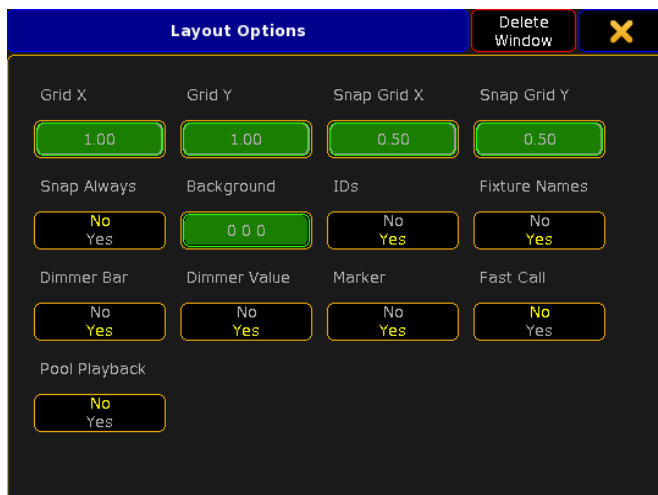 Layout Options
Delete
Window
Grid X
Grid Y
Snap Grid X
Snap Grid Y
1.00
1.00
0.50
0.50
Snap Always
Background
IDs
Fixture Names
No
Yes
0 0 0
No
Yes
No
Yes
Dimmer Bar
Dimmer Value
Marker
Fast Call
No
Yes
No
Yes
No
Yes
No
Yes
Pool Playback
No
Yes